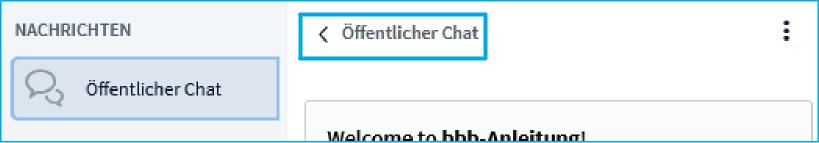 NACHRICHTEN
Öffentlicher Chat
Öffentlicher Chat
Welcome to bbb-Anleitung!